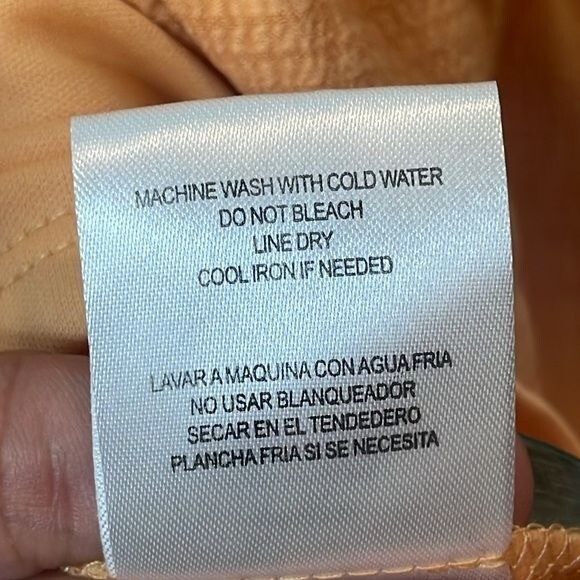 MACHINE WASH WITH COLD WATER
DO NOT BLEACH
LINE DRY
COOL IRON IF NEEDED
LAVAR A MAQUINA CON AGUA FRIA
NO USAR BLANQUEADOR
SECAR EN EL TENDEDERO
PLANCHA FRIA SI SE NECESITA